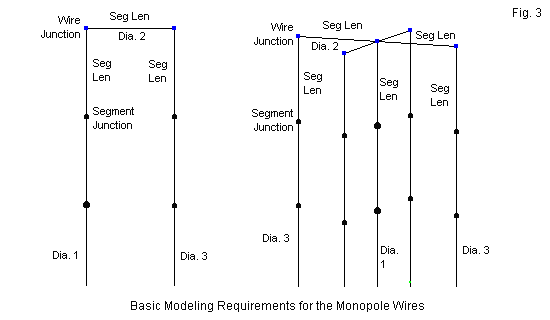 Fig. 3
Wire
Junction
Seg Len
Dia. 2
Seg
Len
Seg
Len
Segment
Junction
Dia. 1
Dia. 3
Wire
Junction
Seg Len
Seg Len
Dia. 2
Seg
Len
Seg
Len
Seg
Len
Segment
Junction
Dia. 3
Dia.
1
Dia. 3
Basic Modeling Requirements for the Monopole Wires